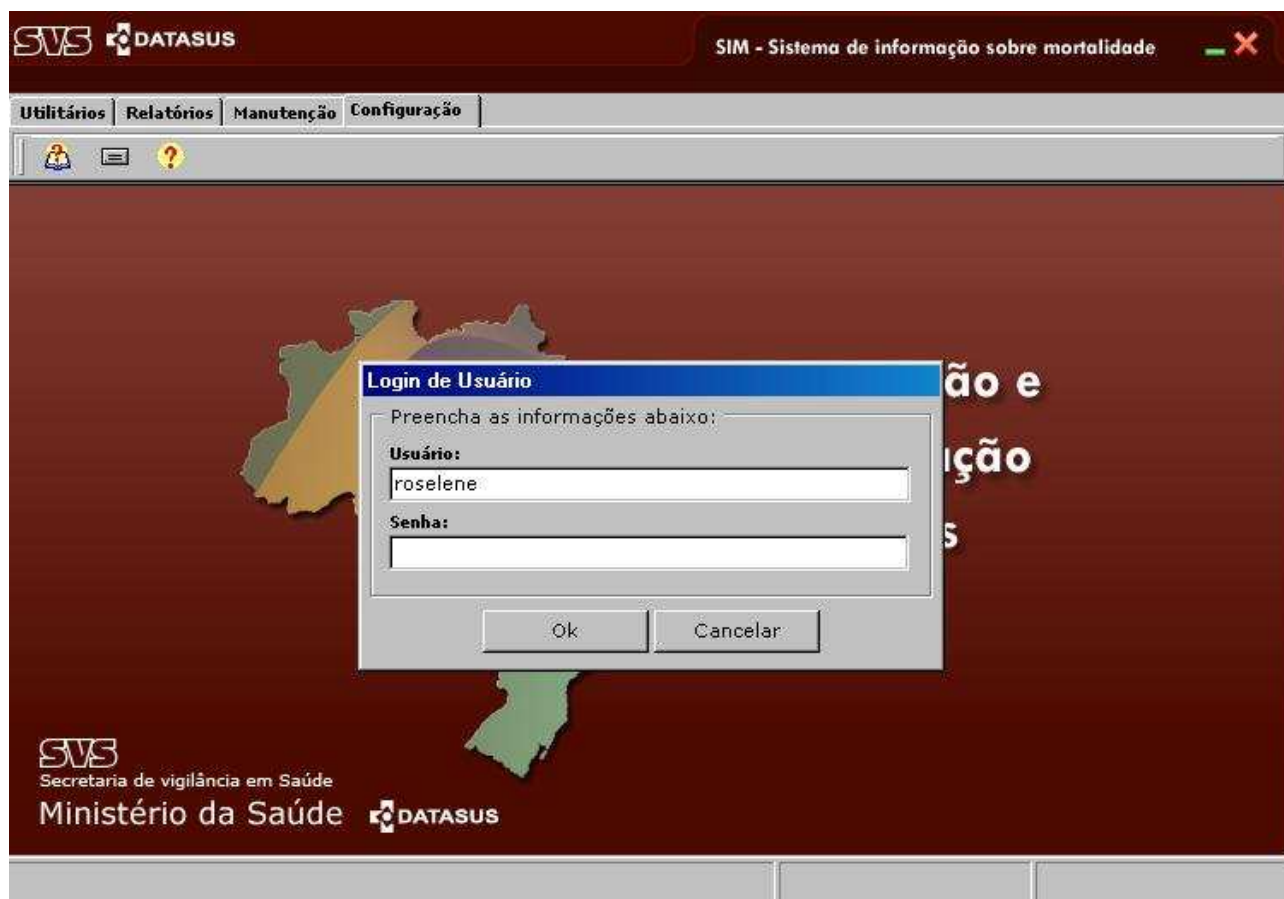 SVS DATASUS
SIM - Sistema de informação sobre mortalidade
Utilitários Relatórios Manutenção Configuração
Login de Usuário
Preencha as informações abaixo:
Usuário:
roselene
Senha:
Ok Cancelar
ão e
ção
s
SVS
Secretaria de vigilância em Saúde
Ministério da Saúde DATASUS